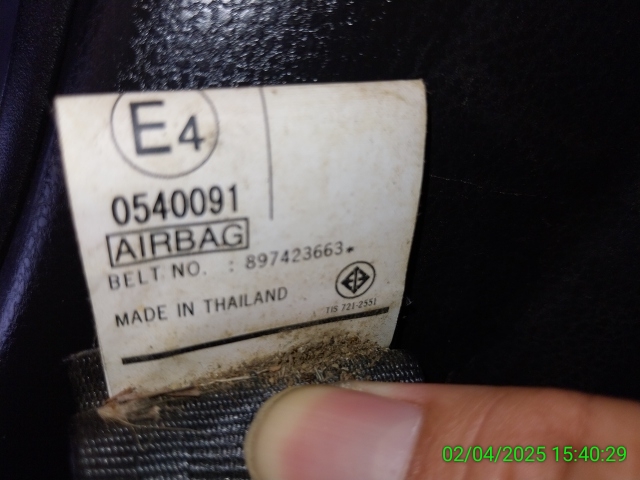 E4
0540091
AIRBAG
BELT NO. : 897423663
MADE IN THAILAND
TIS 721-2551
02/04/2025 15:40:29